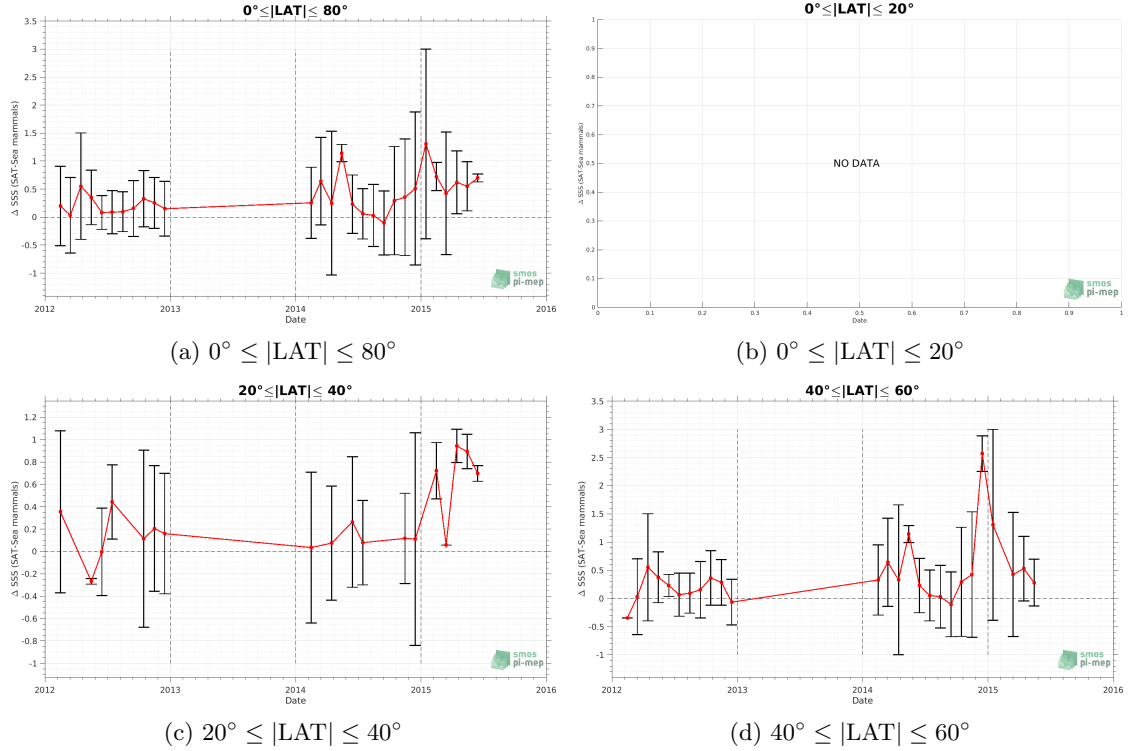 0°≤|LAT|≤ 80°
3.5
3
2.5
2
1.5
1
0.5
0
-0.5
-1
Δ SSS (SAT-Sea mammals)
2012 2013 2014 2015 2016
Date
smos
pi-mep
(a) 0° ≤ |LAT| ≤ 80°
0°≤|LAT|≤ 20°
1
0.9
0.8
0.7
0.6
0.5
0.4
0.3
0.2
0.1
0
Δ SSS (SAT-Sea mammals)
NO DATA
0 0.1 0.2 0.3 0.4 0.5 0.6 0.7 0.8 0.9 1
Date
smos
pi-mep
(b) 0° ≤ |LAT| ≤ 20°
20°≤|LAT|≤ 40°
1.2
1
0.8
0.6
0.4
0.2
0
-0.2
-0.4
-0.6
-0.8
-1
Δ SSS (SAT-Sea mammals)
2012 2013 2014 2015 2016
Date
smos
pi-mep
(c) 20° ≤ |LAT| ≤ 40°
40°≤|LAT|≤ 60°
3.5
3
2.5
2
1.5
1
0.5
0
-0.5
-1
Δ SSS (SAT-Sea mammals)
2012 2013 2014 2015 2016
Date
smos
pi-mep
(d) 40° ≤ |LAT| ≤ 60°